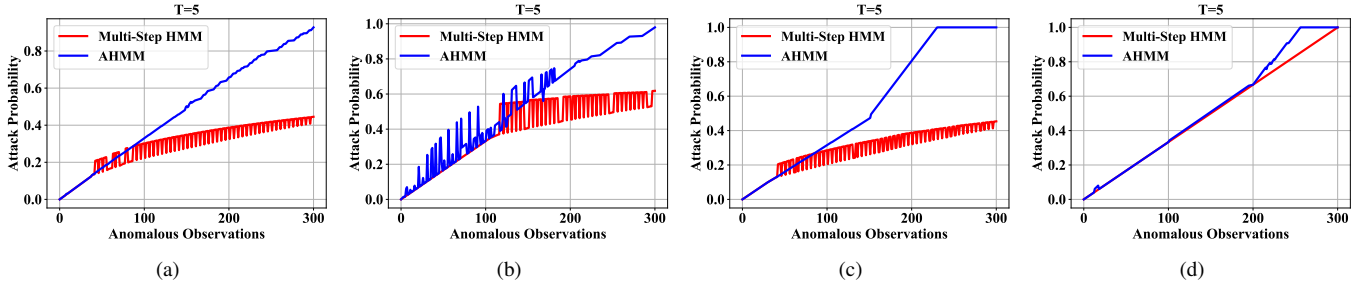 T=5
Multi-Step HMM
AHMM
Attack Probability
0.8
0.6
0.4
0.2
0.0
0
100
200
300
Anomalous Observations
(a)
T=5
Multi-Step HMM
AHMM
Attack Probability
1.0
0.8
0.6
0.4
0.2
0.0
0
100
200
300
Anomalous Observations
(b)
T=5
Multi-Step HMM
AHMM
Attack Probability
1.0
0.8
0.6
0.4
0.2
0.0
0
100
200
300
Anomalous Observations
(c)
T=5
Multi-Step HMM
AHMM
Attack Probability
1.0
0.8
0.6
0.4
0.2
0.0
0
100
200
300
Anomalous Observations
(d)